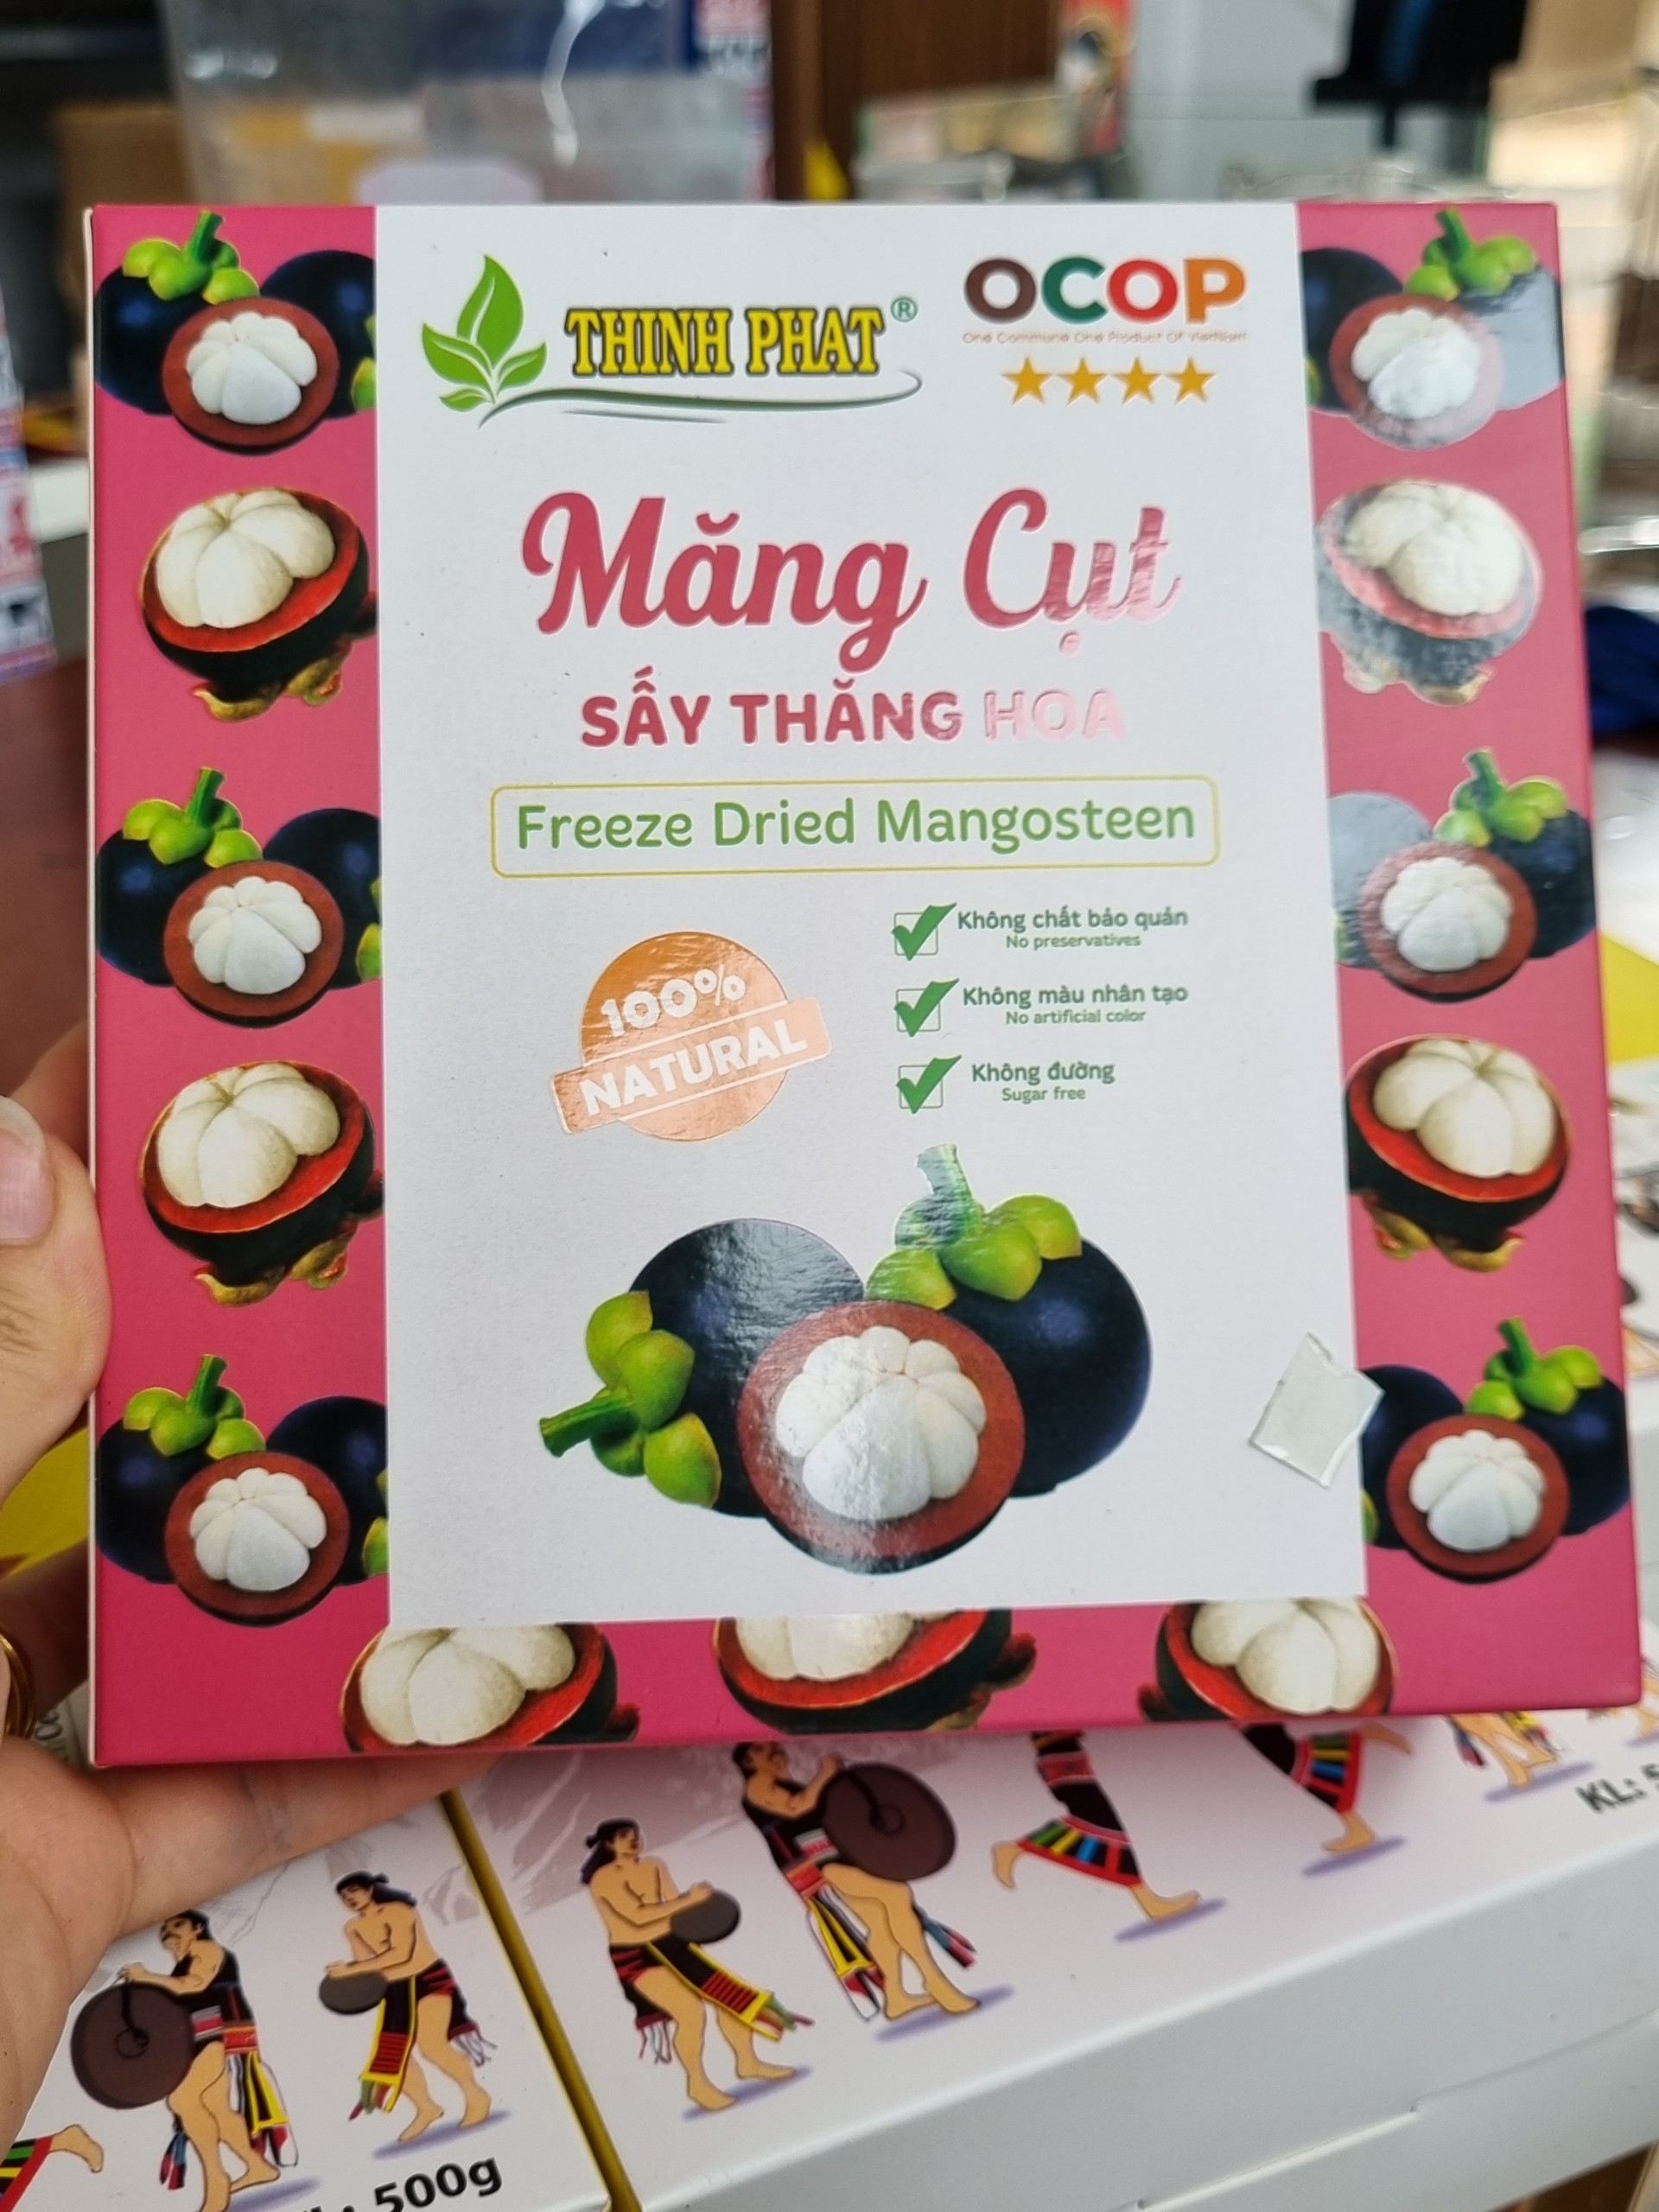 THINH PHAT®
OCOP
One Commune One Product Of VietNam
Măng Cụt
SẤY THĂNG HOA
Freeze Dried Mangosteen
100%
NATURAL
Không chất bảo quản
No preservatives
Không màu nhân tạo
No artificial color
Không đường
Sugar free
KL:
500g